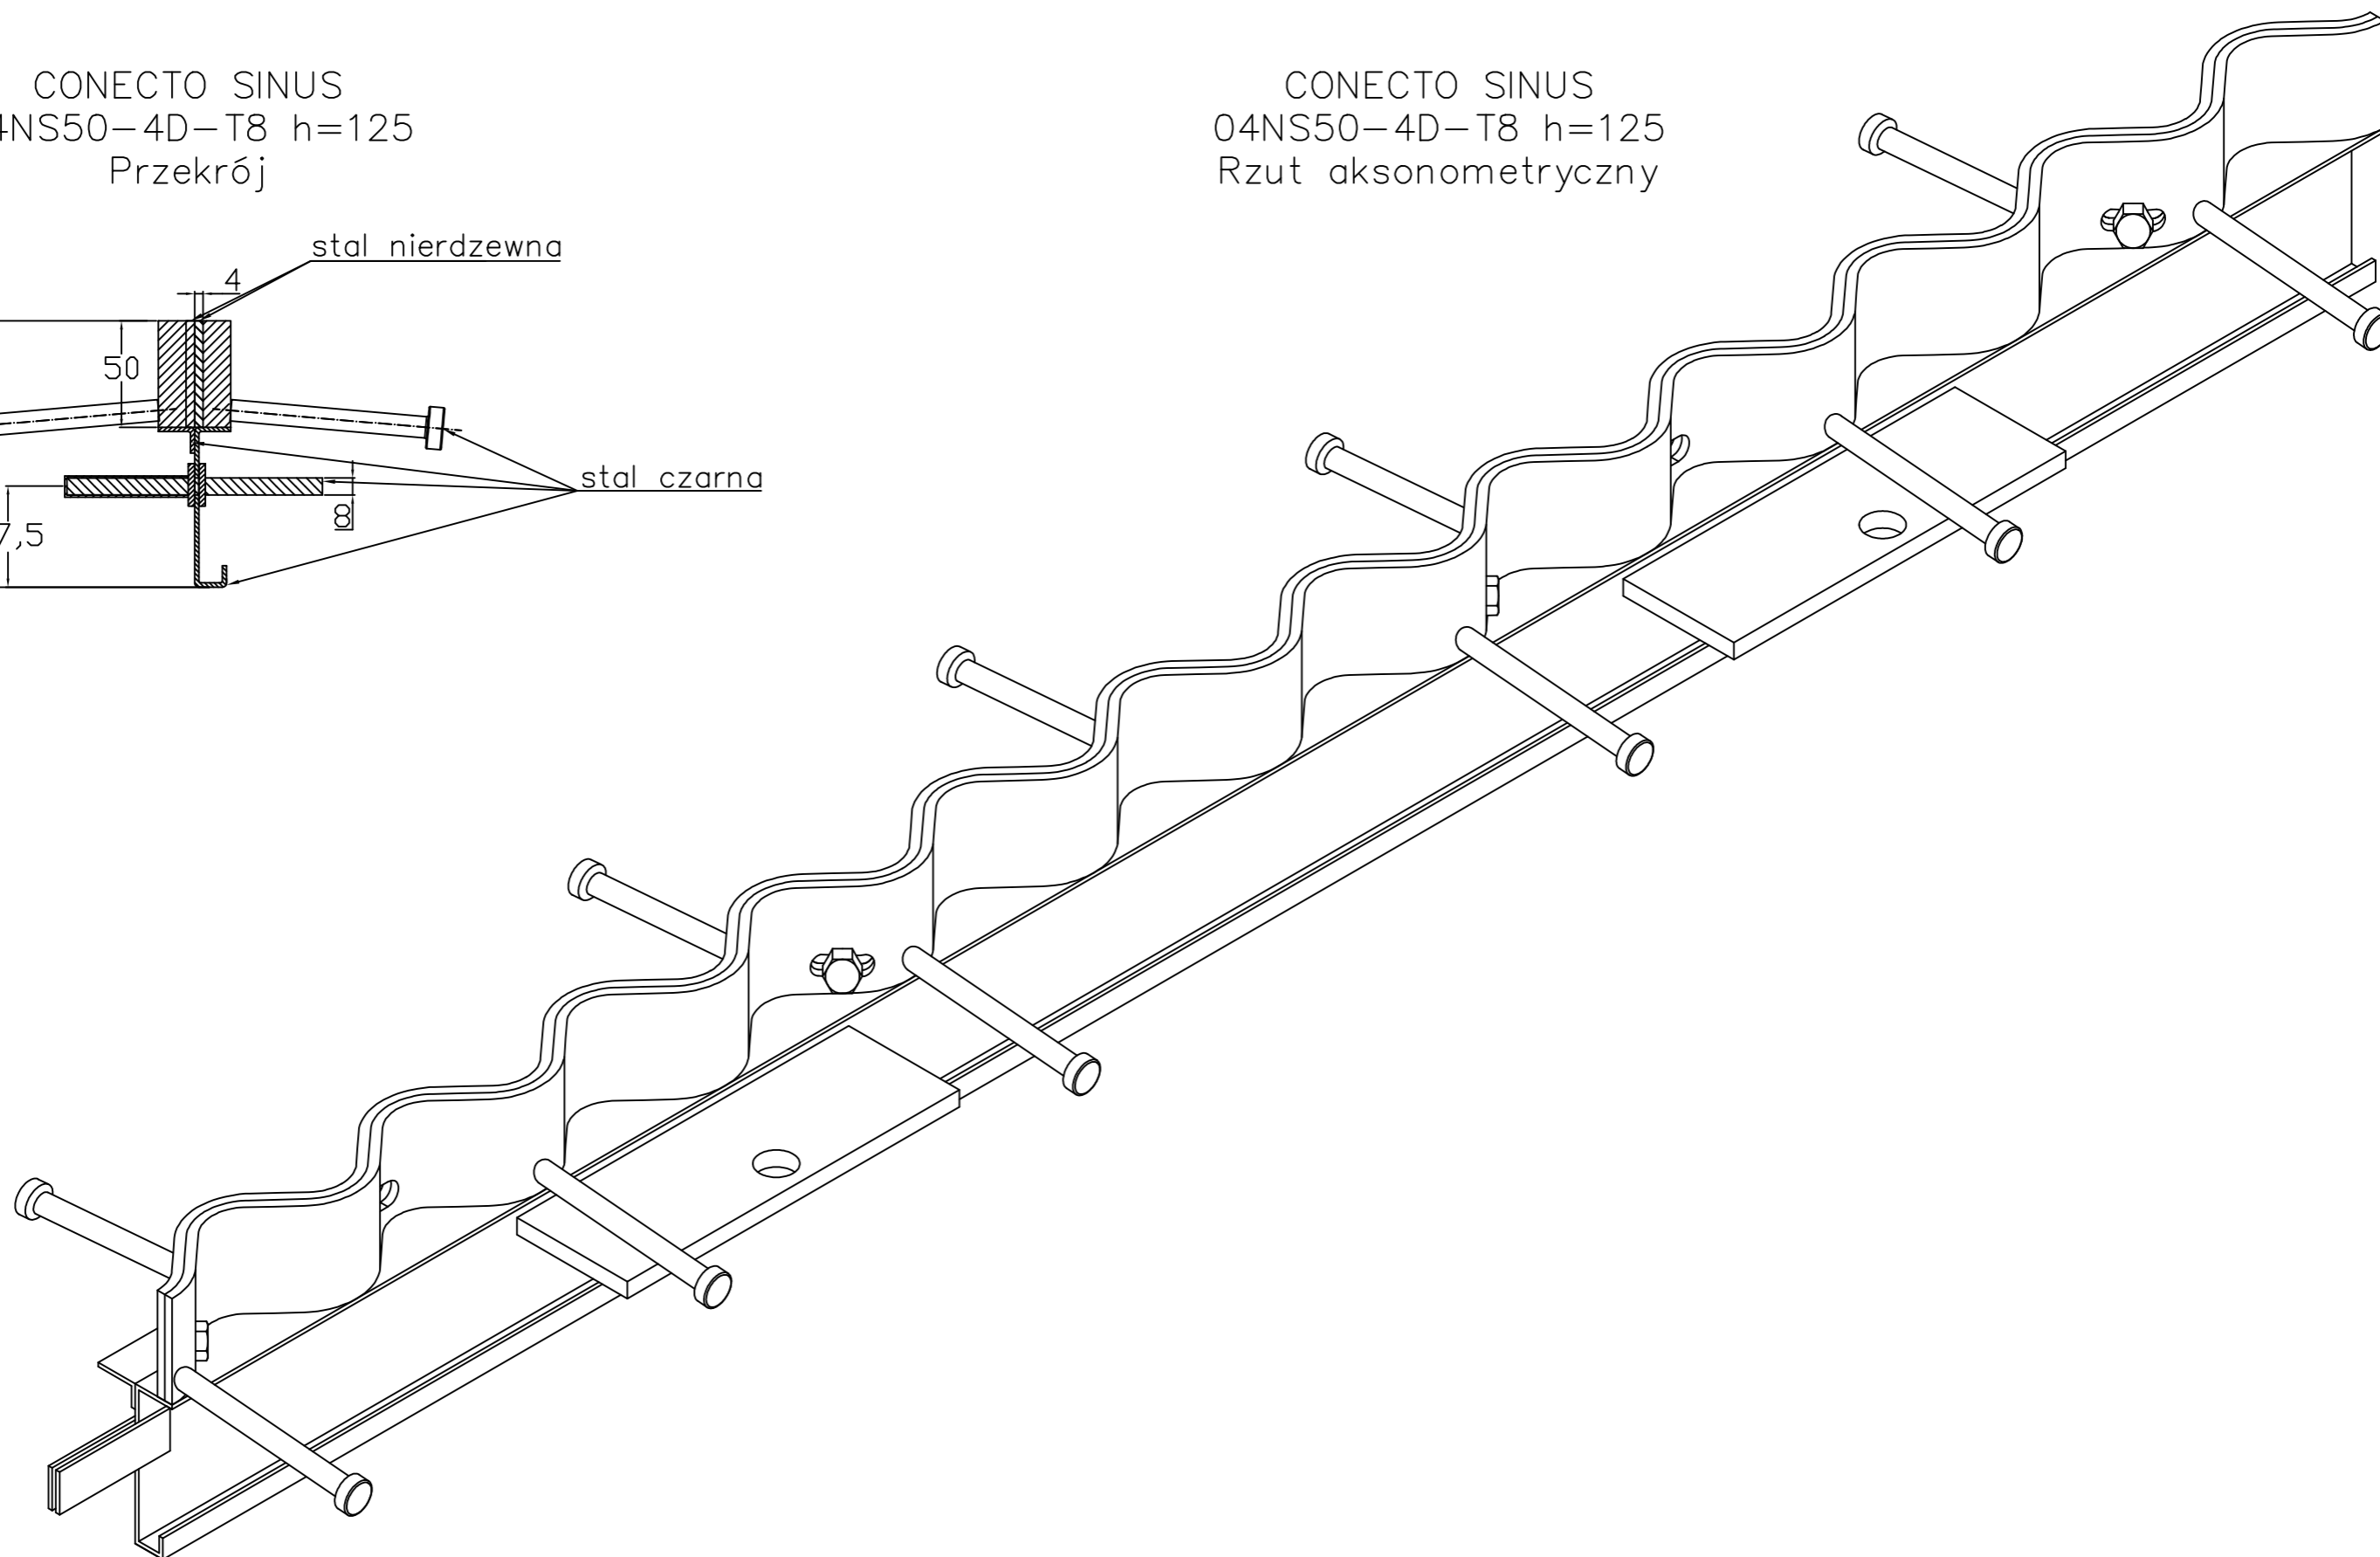 CONECTO SINUS
4NS50-4D-T8 h=125
Przekrój
stal nierdzewna
4
50
stal czarna
8
7,5
CONECTO SINUS
04NS50-4D-T8 h=125
Rzut aksonometryczny